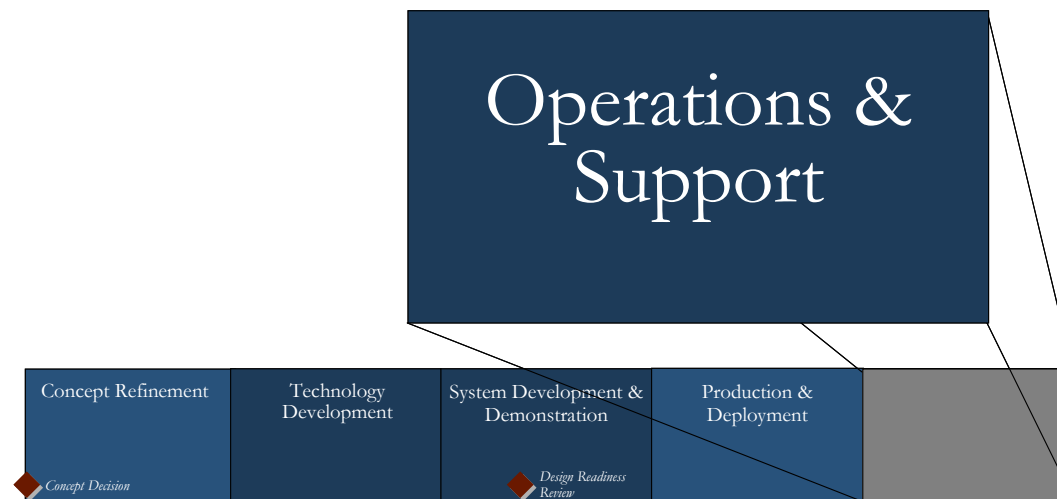 Operations &
Support
Concept Refinement
Technology
Development
System Development &
Demonstration
Production &
Deployment
Concept Decision
Design Readiness
Review